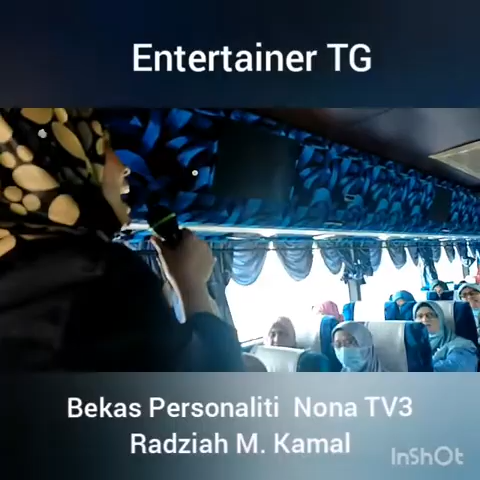 Entertainer TG
Bekas Personaliti Nona TV3
Radziah M. Kamal
InShOt